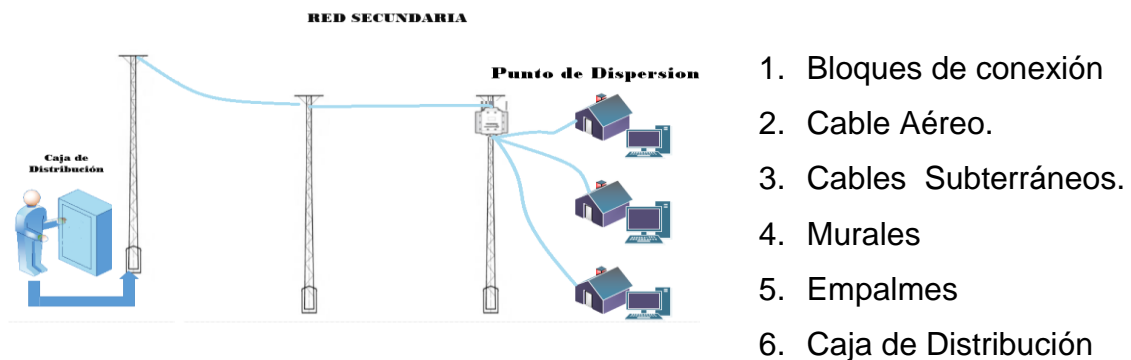 RED SECUNDARIA
Punto de Dispersion
Caja de
Distribución
1. Bloques de conexión
2. Cable Aéreo.
3. Cables Subterráneos.
4. Murales
5. Empalmes
6. Caja de Distribución